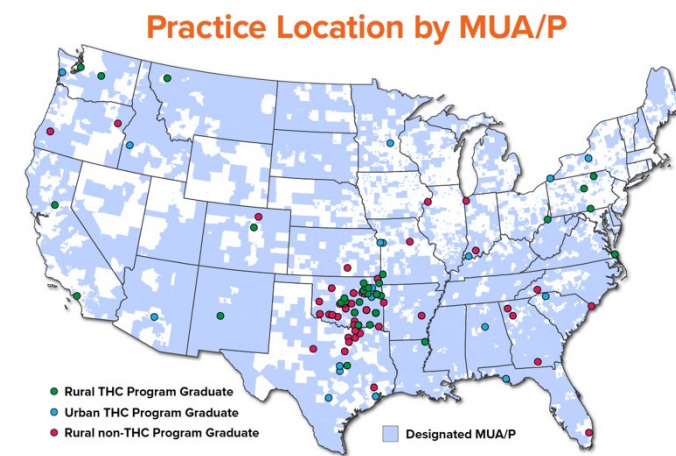 Practice Location by MUA/P
Rural THC Program Graduate
Urban THC Program Graduate
Rural non-THC Program Graduate
Designated MUA/P